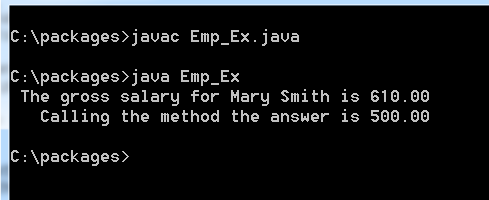 C:\packages>javac Emp_Ex.java
C:\packages>java Emp_Ex
The gross salary for Mary Smith is 610.00
Calling the method the answer is 500.00
C:\packages>